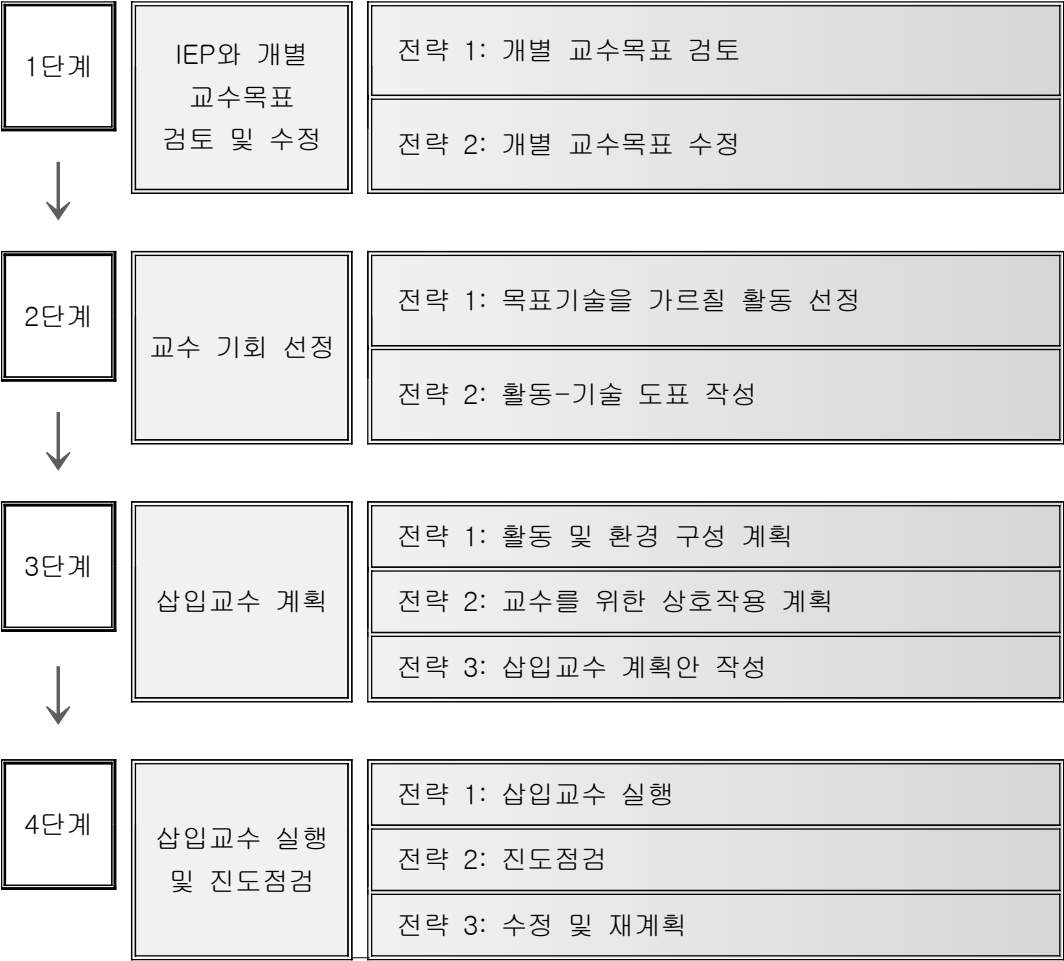 1단계
IEP와 개별
교수목표
검토 및 수정
전략 1: 개별 교수목표 검토
전략 2: 개별 교수목표 수정
2단계
교수 기회 선정
전략 1: 목표기술을 가르칠 활동 선정
전략 2: 활동-기술 도표 작성
3단계
삽입교수 계획
전략 1: 활동 및 환경 구성 계획
전략 2: 교수를 위한 상호작용 계획
전략 3: 삽입교수 계획안 작성
4단계
삽입교수 실행
및 진도점검
전략 1: 삽입교수 실행
전략 2: 진도점검
전략 3: 수정 및 재계획